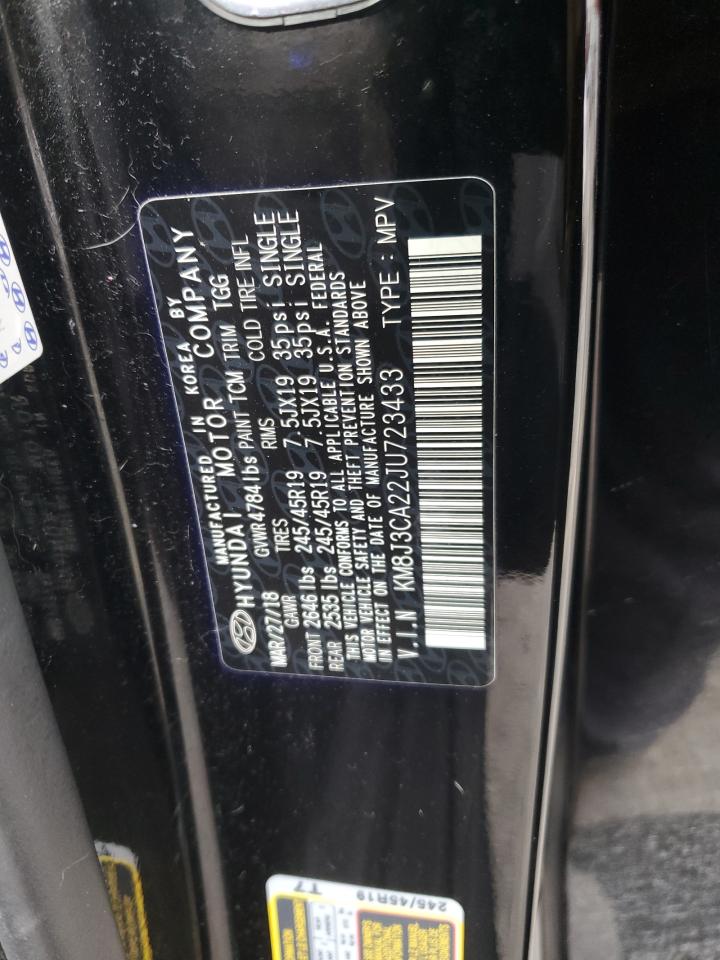 MANUFACTURED IN KOREA BY
HYUNDAI MOTOR COMPANY
MAR/27/18 GVWR 4784 lbs PAINT TCM TRIM TGG
GAWR TIRES RIMS COLD TIRE INFL
FRONT 2646 lbs 245/45R19 7.5JX19 35psi SINGLE
REAR 2535 lbs 245/45R19 7.5JX19 35psi SINGLE
THIS VEHICLE CONFORMS TO ALL APPLICABLE U.S.A. FEDERAL
MOTOR VEHICLE SAFETY AND THEFT PREVENTION STANDARDS
IN EFFECT ON THE DATE OF MANUFACTURE SHOWN ABOVE
V.I.N KM8J3CA22JU723433 TYPE : MPV
T7
245/45R19